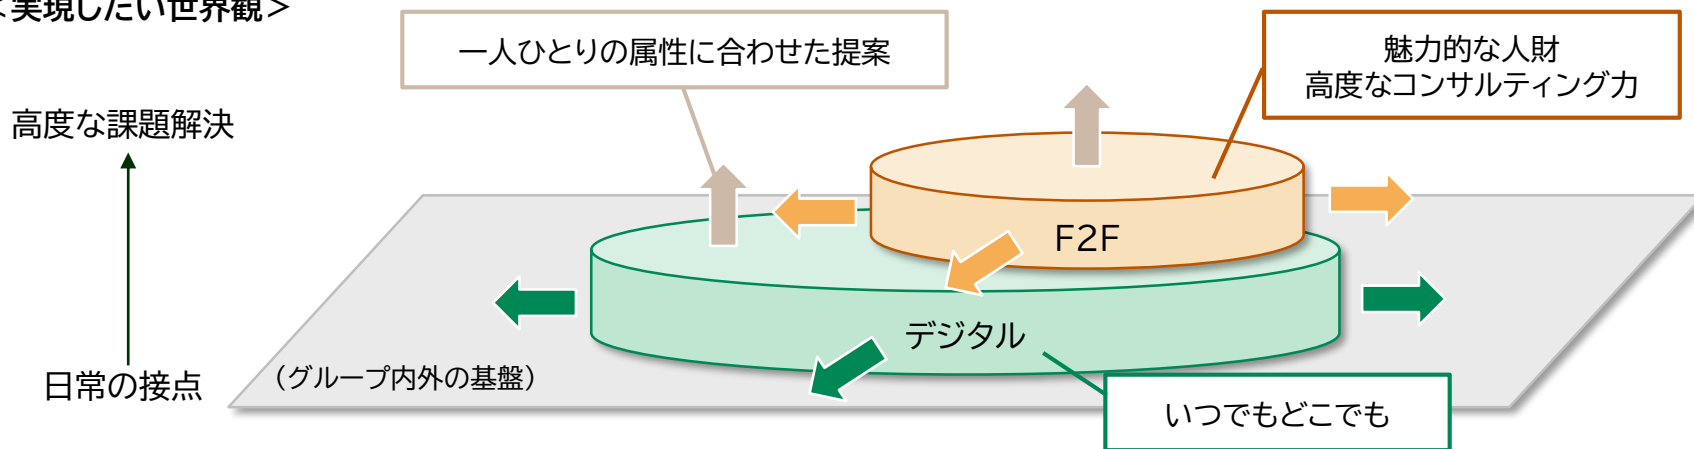 ＜実現したい世界観＞
一人ひとりの属性に合わせた提案
魅力的な人財
高度なコンサルティング力
高度な課題解決
F2F
デジタル
日常の接点
（グループ内外の基盤）
いつでもどこでも